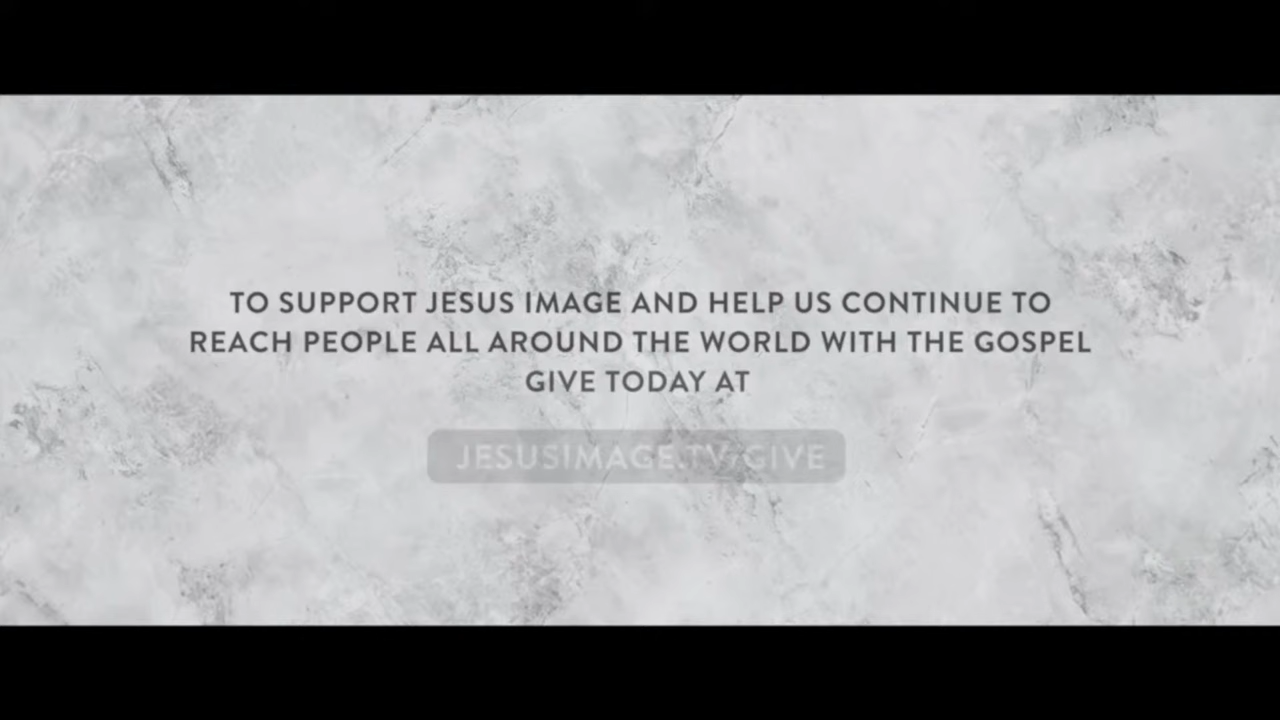 TO SUPPORT JESUS IMAGE AND HELP US CONTINUE TO
REACH PEOPLE ALL AROUND THE WORLD WITH THE GOSPEL
GIVE TODAY AT
JESUSIMAGE.TV/GIVE